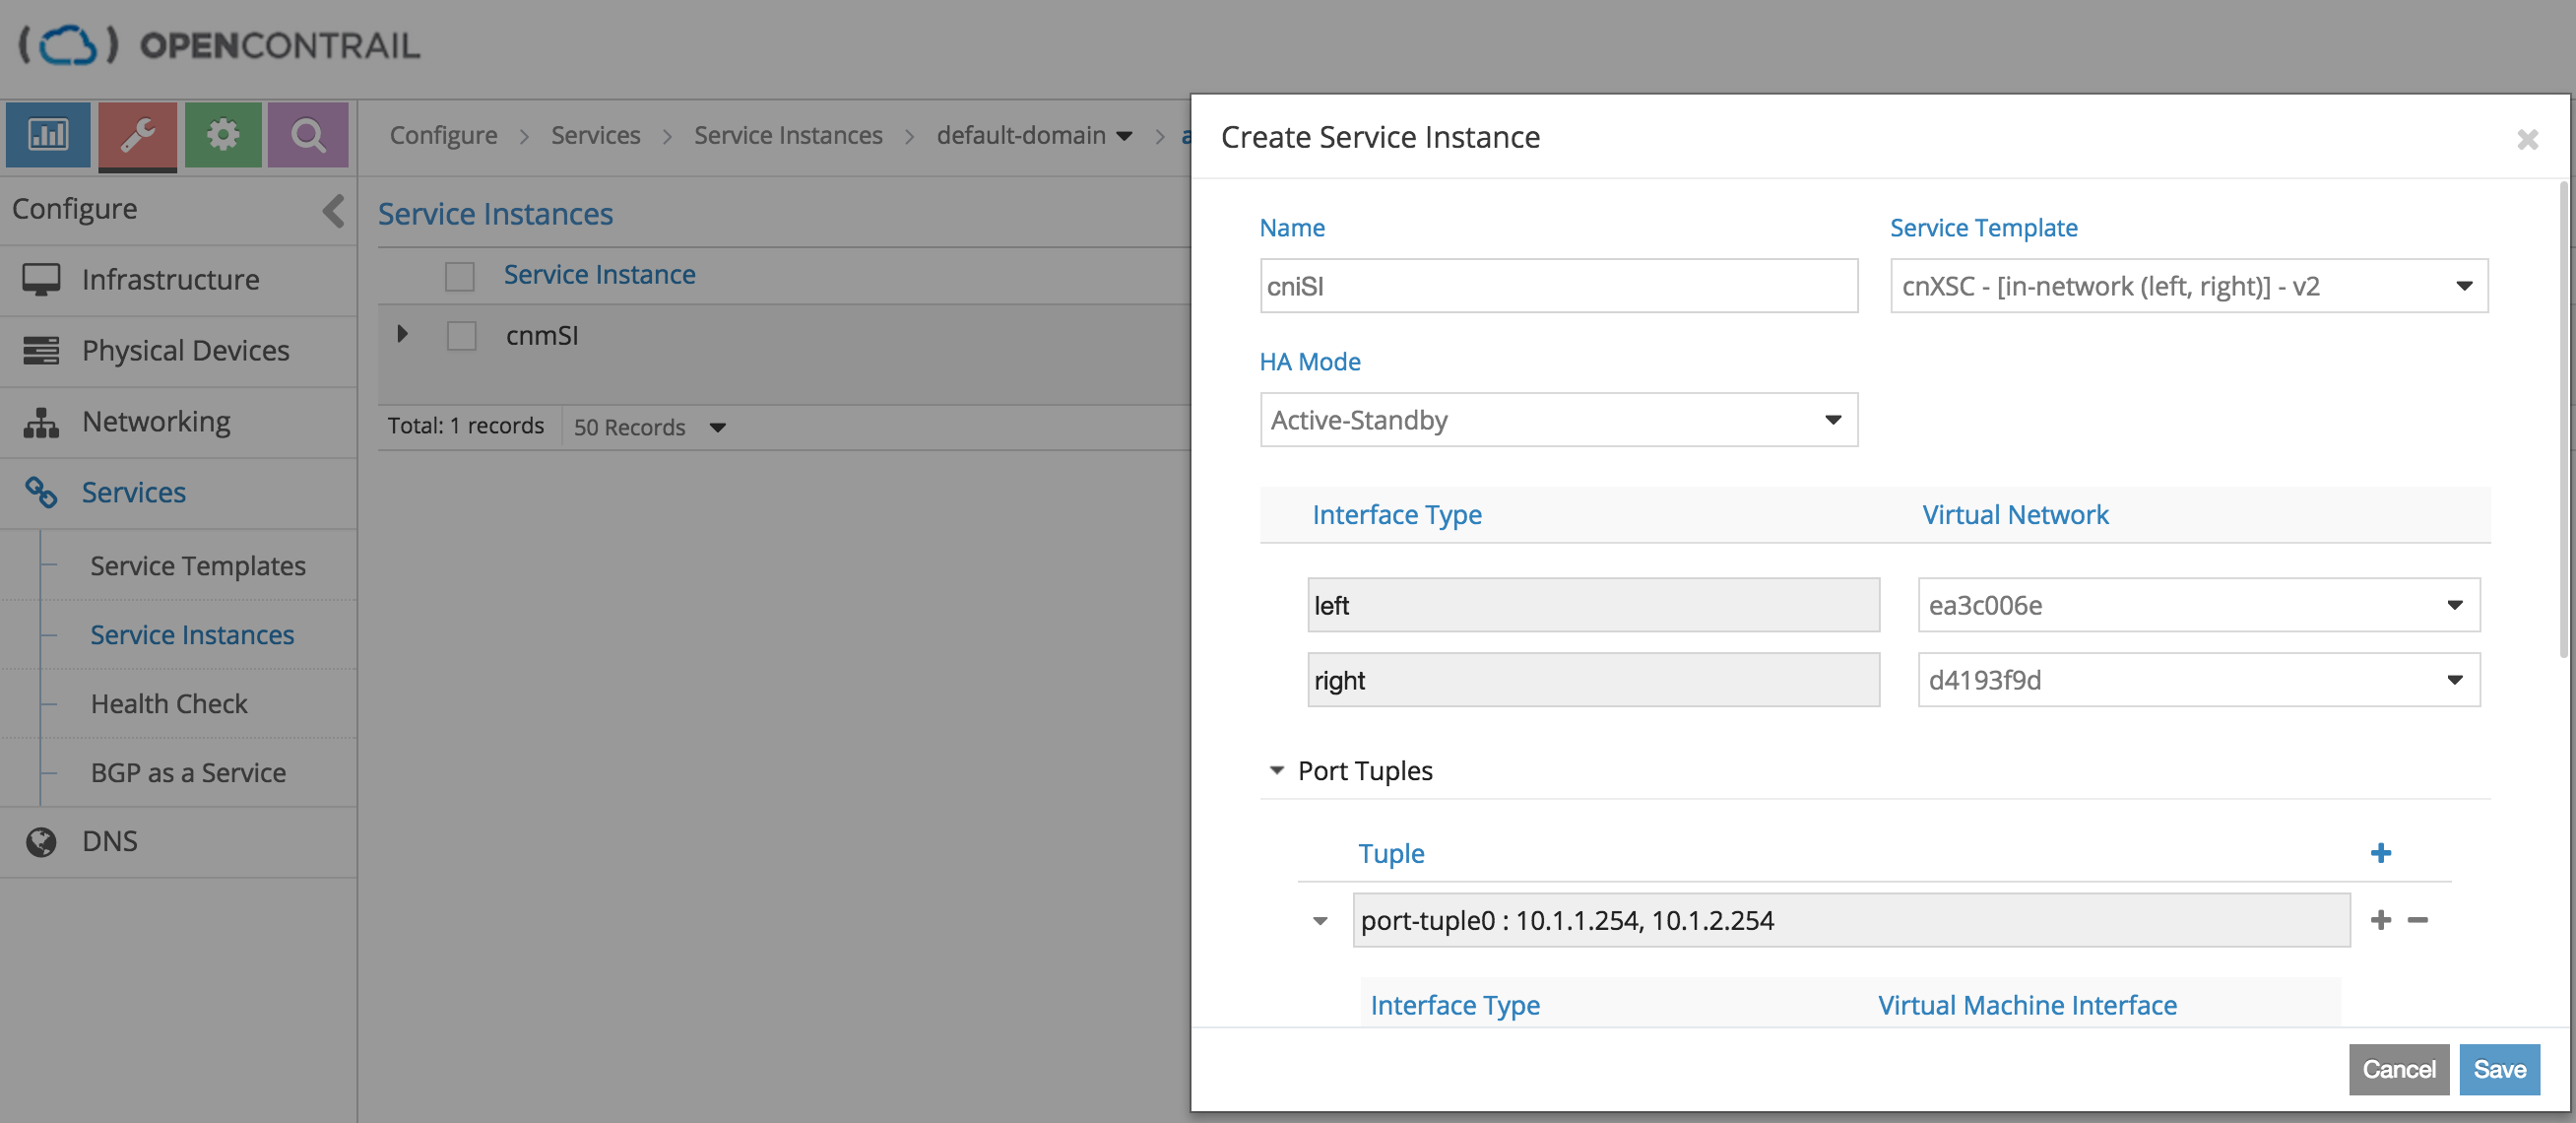 OPENCONTRAIL
Configure > Services > Service Instances > default-domain >
Configure
Infrastructure
Physical Devices
Networking
Services
Service Templates
Service Instances
Health Check
BGP as a Service
DNS
Service Instances
Service Instance
cnmSI
Total: 1 records 50 Records
Create Service Instance
Name Service Template
cniSI cnXSC - [in-network (left, right)] - v2
HA Mode
Active-Standby
Interface Type Virtual Network
left ea3c006e
right d4193f9d
Port Tuples
Tuple
port-tuple0 : 10.1.1.254, 10.1.2.254
Interface Type Virtual Machine Interface
Cancel Save